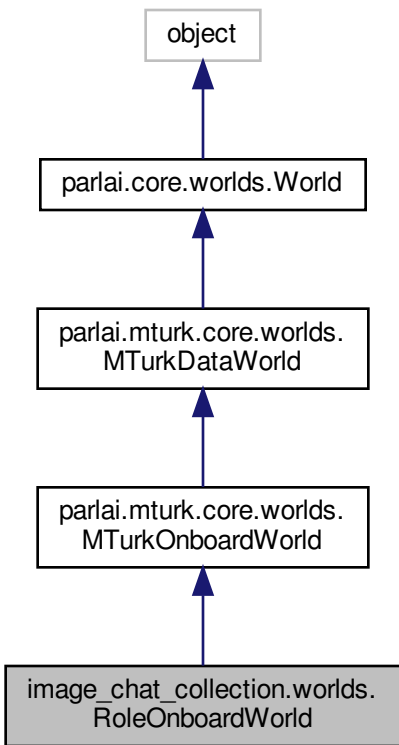 object
parlai.core.worlds.World
parlai.mturk.core.worlds.
MTurkDataWorld
parlai.mturk.core.worlds.
MTurkOnboardWorld
image_chat_collection.worlds.
RoleOnboardWorld